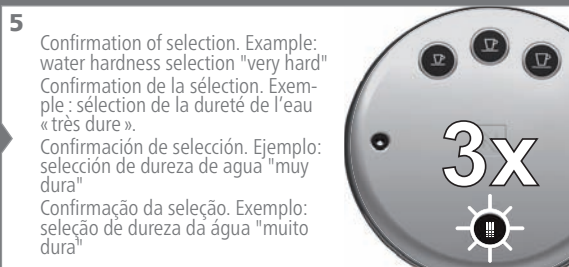 5
Confirmation of selection. Example:
water hardness selection "very hard"
Confirmation de la sélection. Exem-
ple : sélection de la dureté de l'eau
« très dure ».
Confirmación de selección. Ejemplo:
selección de dureza de agua "muy
dura"
Confirmação da seleção. Exemplo:
seleção de dureza da água "muito
dura"
3x